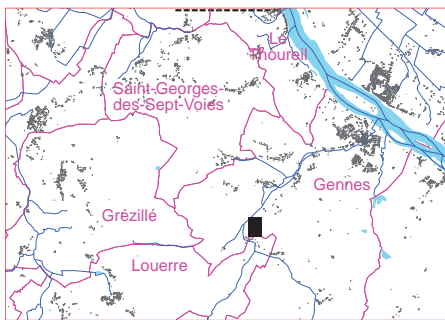 Le
Thoureil
Saint-Georges-
des-Sept-Voies
Gennes
Grézillé
Louerre